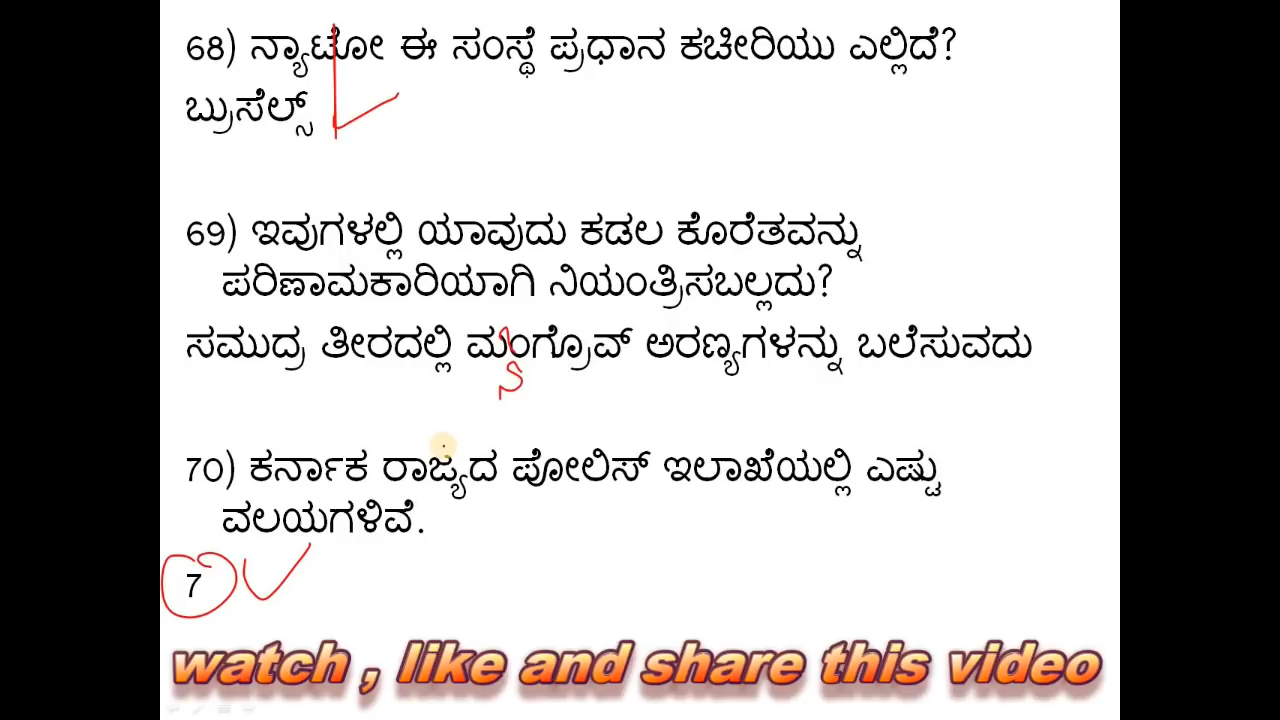 68) ನ್ಯಾಟೋ ಈ ಸಂಸ್ಥೆ ಪ್ರಧಾನ ಕಚೇರಿಯು ಎಲ್ಲಿದೆ?
ಬ್ರುಸೆಲ್ಸ್
69) ಇವುಗಳಲ್ಲಿ ಯಾವುದು ಕಡಲ ಕೊರೆತವನ್ನು
ಪರಿಣಾಮಕಾರಿಯಾಗಿ ನಿಯಂತ್ರಿಸಬಲ್ಲದು?
ಸಮುದ್ರ ತೀರದಲ್ಲಿ ಮಂಗ್ರೊವ್ ಅರಣ್ಯಗಳನ್ನು ಬಲೆಸುವದು
70) ಕರ್ನಾಕ ರಾಜ್ಯದ ಪೋಲಿಸ್ ಇಲಾಖೆಯಲ್ಲಿ ಎಷ್ಟು
ವಲಯಗಳಿವೆ.
7
watch , like and share this video